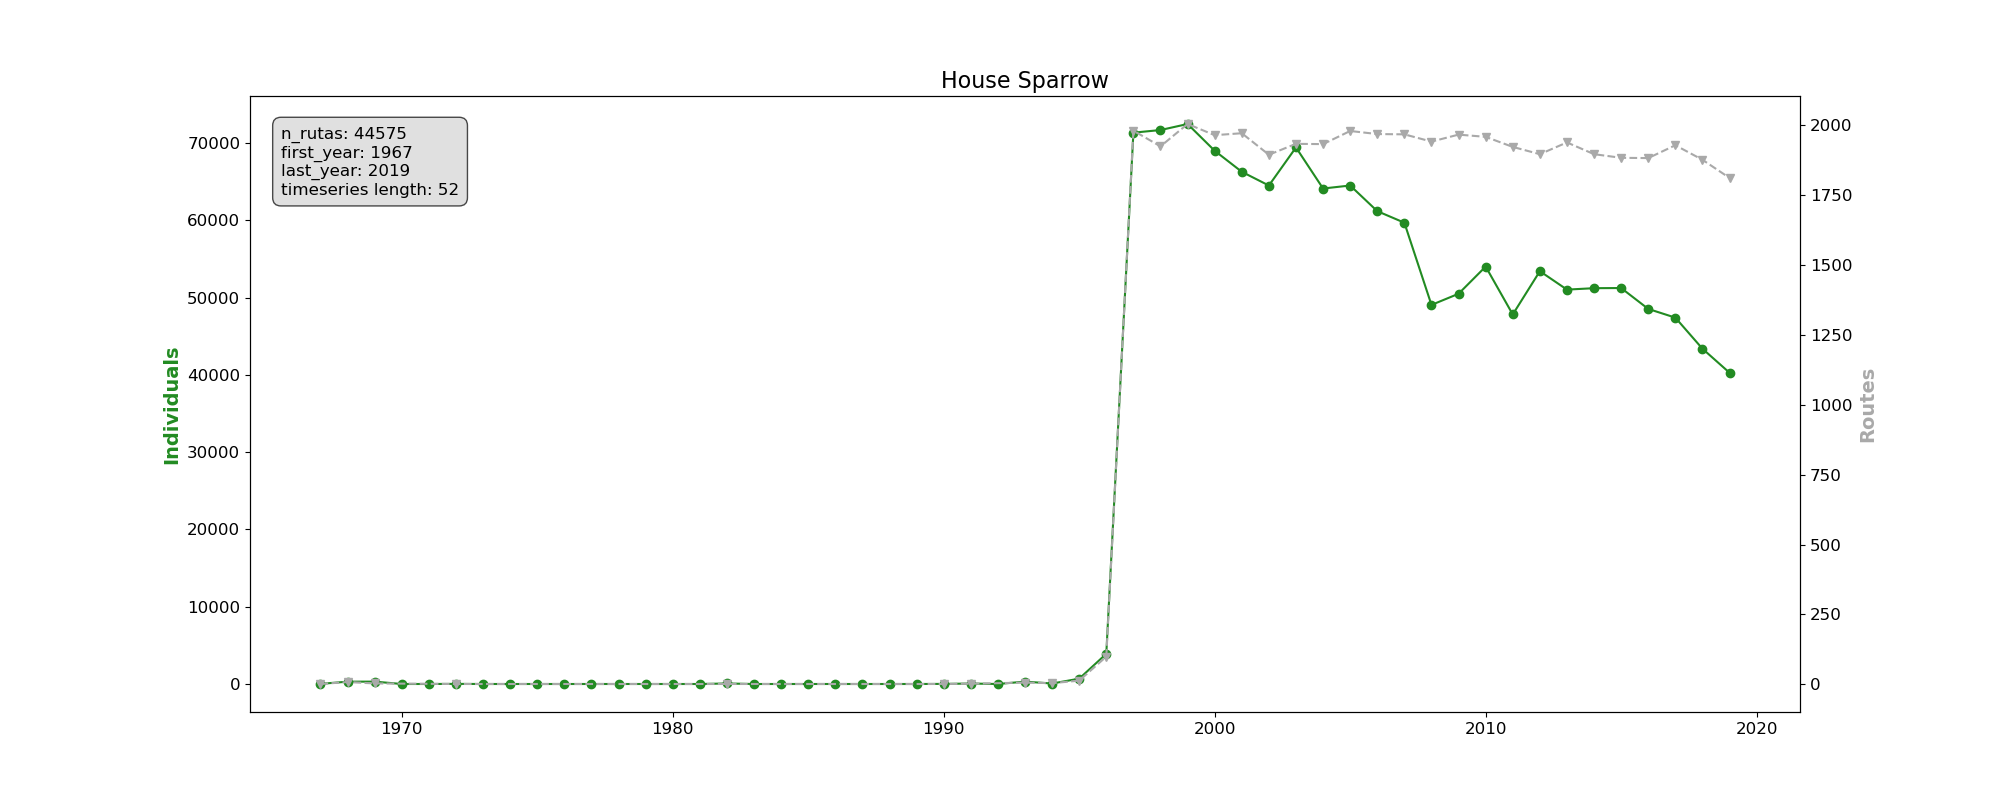 House Sparrow
n_rutas: 44575
first_year: 1967
last_year: 2019
timeseries length: 52
Individuals
70000
60000
50000
40000
30000
20000
10000
0
Routes
2000
1750
1500
1250
1000
750
500
250
0
1970 1980 1990 2000 2010 2020